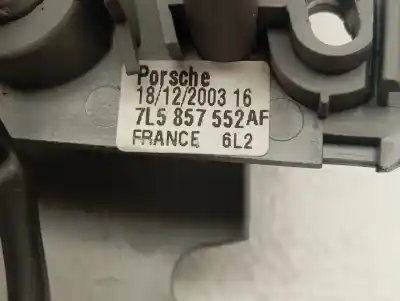 Porsche
18/12/2003 16
7L5 857 552AF
FRANCE 6L2